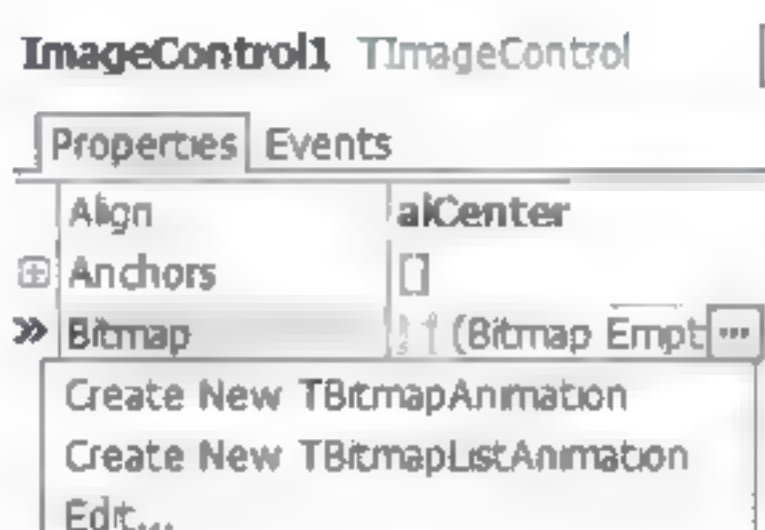 ImageControl1 TImageControl
Properties Events
Align alCenter
Anchors []
Bitmap (Bitmap Empt ...
Create New TBitmapAnimation
Create New TBitmapListAnimation
Edit...